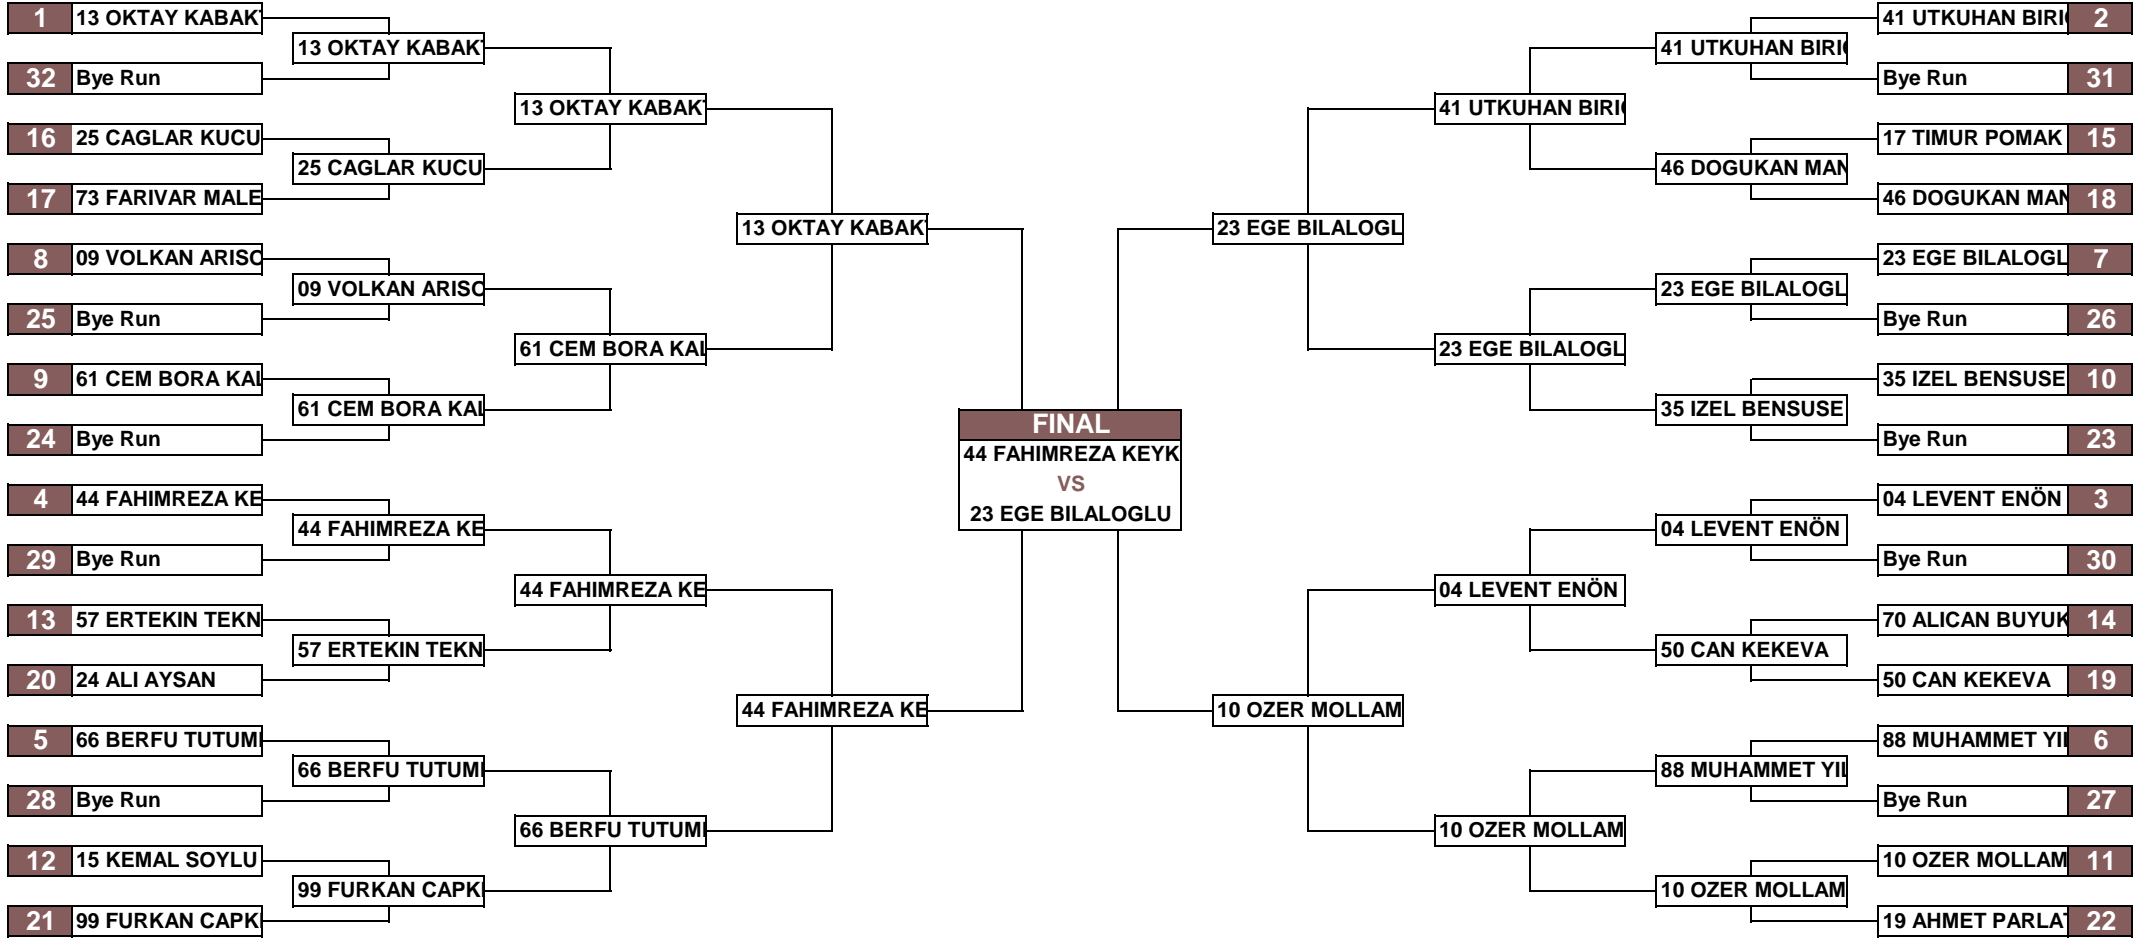 1 13 OKTAY KABAK
32 Bye Run
16 25 CAGLAR KUCU
17 73 FARIVAR MALE
8 09 VOLKAN ARISO
25 Bye Run
9 61 CEM BORA KAL
24 Bye Run
4 44 FAHIMREZA KE
29 Bye Run
13 57 ERTEKIN TEKN
20 24 ALI AYSAN
5 66 BERFU TUTUM
28 Bye Run
12 15 KEMAL SOYLU
21 99 FURKAN CAPK
13 OKTAY KABAK
25 CAGLAR KUCU
09 VOLKAN ARISO
61 CEM BORA KAL
44 FAHIMREZA KE
57 ERTEKIN TEKN
66 BERFU TUTUM
99 FURKAN CAPK
13 OKTAY KABAK
61 CEM BORA KAL
44 FAHIMREZA KE
66 BERFU TUTUM
13 OKTAY KABAK
44 FAHIMREZA KE
FINAL
44 FAHIMREZA KEYK
VS
23 EGE BILALOGLU
23 EGE BILALOGL
10 OZER MOLLAM
41 UTKUHAN BIRI
23 EGE BILALOGL
04 LEVENT ENÖN
10 OZER MOLLAM
41 UTKUHAN BIRI
46 DOGUKAN MAN
23 EGE BILALOGL
35 IZEL BENSUSE
04 LEVENT ENÖN
50 CAN KEKEVA
88 MUHAMMET YIL
10 OZER MOLLAM
41 UTKUHAN BIRI 2
Bye Run 31
17 TIMUR POMAK 15
46 DOGUKAN MAN 18
23 EGE BILALOGL 7
Bye Run 26
35 IZEL BENSUSE 10
Bye Run 23
04 LEVENT ENÖN 3
Bye Run 30
70 ALICAN BUYUK 14
50 CAN KEKEVA 19
88 MUHAMMET YIL 6
Bye Run 27
10 OZER MOLLAM 11
19 AHMET PARLAT 22